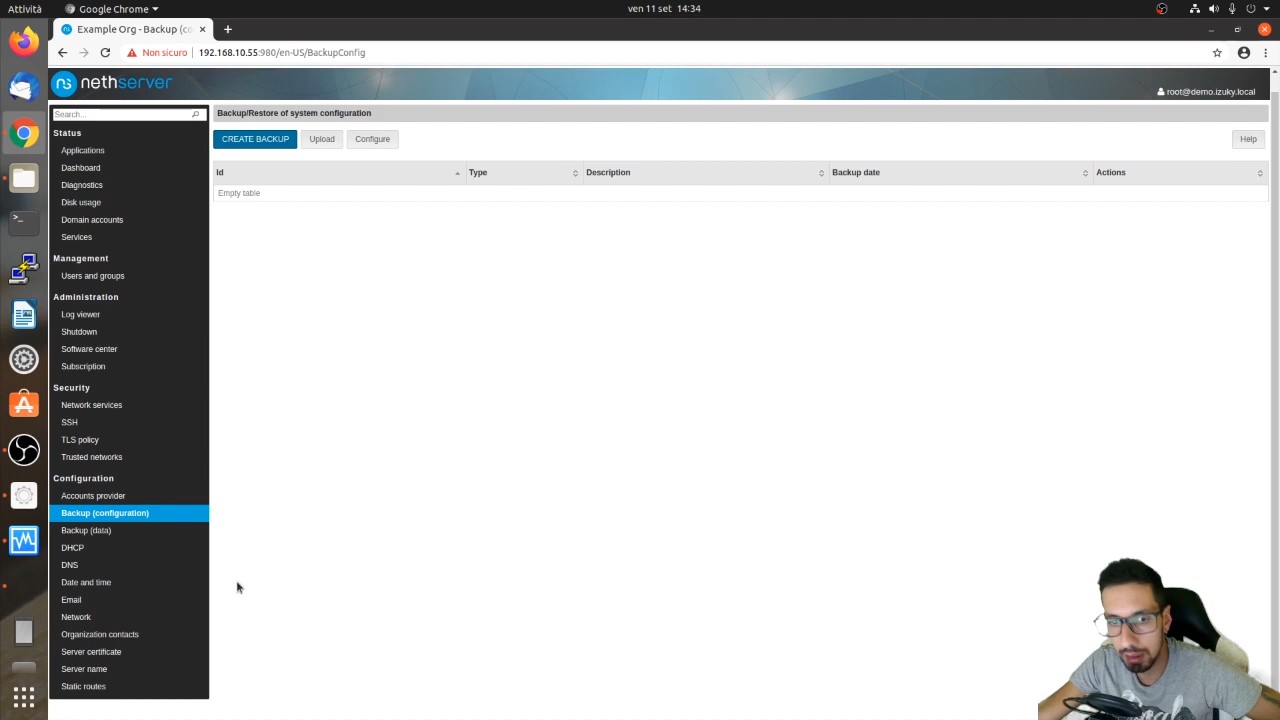 Attività
Google Chrome
ven 11 set 14:34
Example Org - Backup (co
Non sicuro
192.168.10.55:980/en-US/BackupConfig
nethserver
root@demo.izuky.local
Search...
Backup/Restore of system configuration
Status
CREATE BACKUP
Upload
Configure
Help
Applications
Dashboard
Id
Type
Description
Backup date
Actions
Diagnostics
Empty table
Disk usage
Domain accounts
Services
Management
Users and groups
Administration
Log viewer
Shutdown
Software center
Subscription
Security
Network services
SSH
TLS policy
Trusted networks
Configuration
Accounts provider
Backup (configuration)
Backup (data)
DHCP
DNS
Date and time
Email
Network
Organization contacts
Server certificate
Server name
Static routes